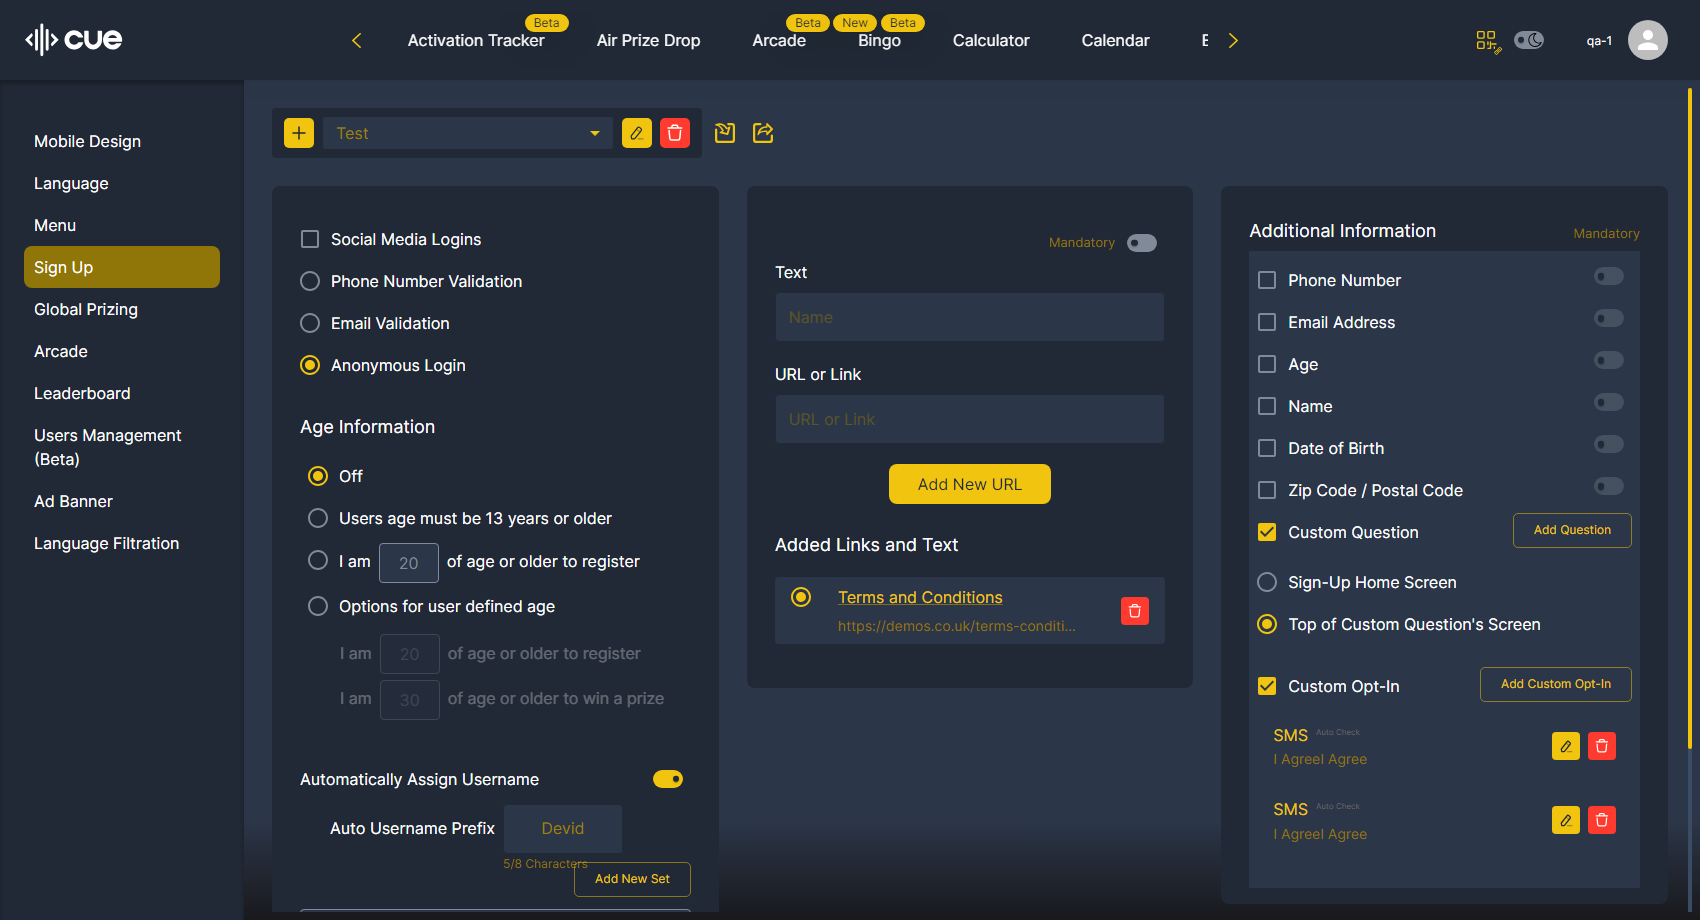 cue
Beta
Beta
New
Beta
Activation Tracker
Air Prize Drop
Arcade
Bingo
Calculator
Calendar
qa-1
Mobile Design
Language
Menu
Sign Up
Global Prizing
Arcade
Leaderboard
Users Management
(Beta)
Ad Banner
Language Filtration
Test
Social Media Logins
Phone Number Validation
Email Validation
Anonymous Login
Age Information
Off
Users age must be 13 years or older
I am 20 of age or older to register
Options for user defined age
I am 20 of age or older to register
I am 30 of age or older to win a prize
Automatically Assign Username
Auto Username Prefix Devid
5/8 Characters
Add New Set
Mandatory
Text
Name
URL or Link
URL or Link
Add New URL
Added Links and Text
Terms and Conditions
https://demos.co.uk/terms-conditi...
Additional Information
Mandatory
Phone Number
Email Address
Age
Name
Date of Birth
Zip Code / Postal Code
Custom Question
Add Question
Sign-Up Home Screen
Top of Custom Question's Screen
Custom Opt-In
Add Custom Opt-In
SMS Auto Check
I AgreeI Agree
SMS Auto Check
I AgreeI Agree